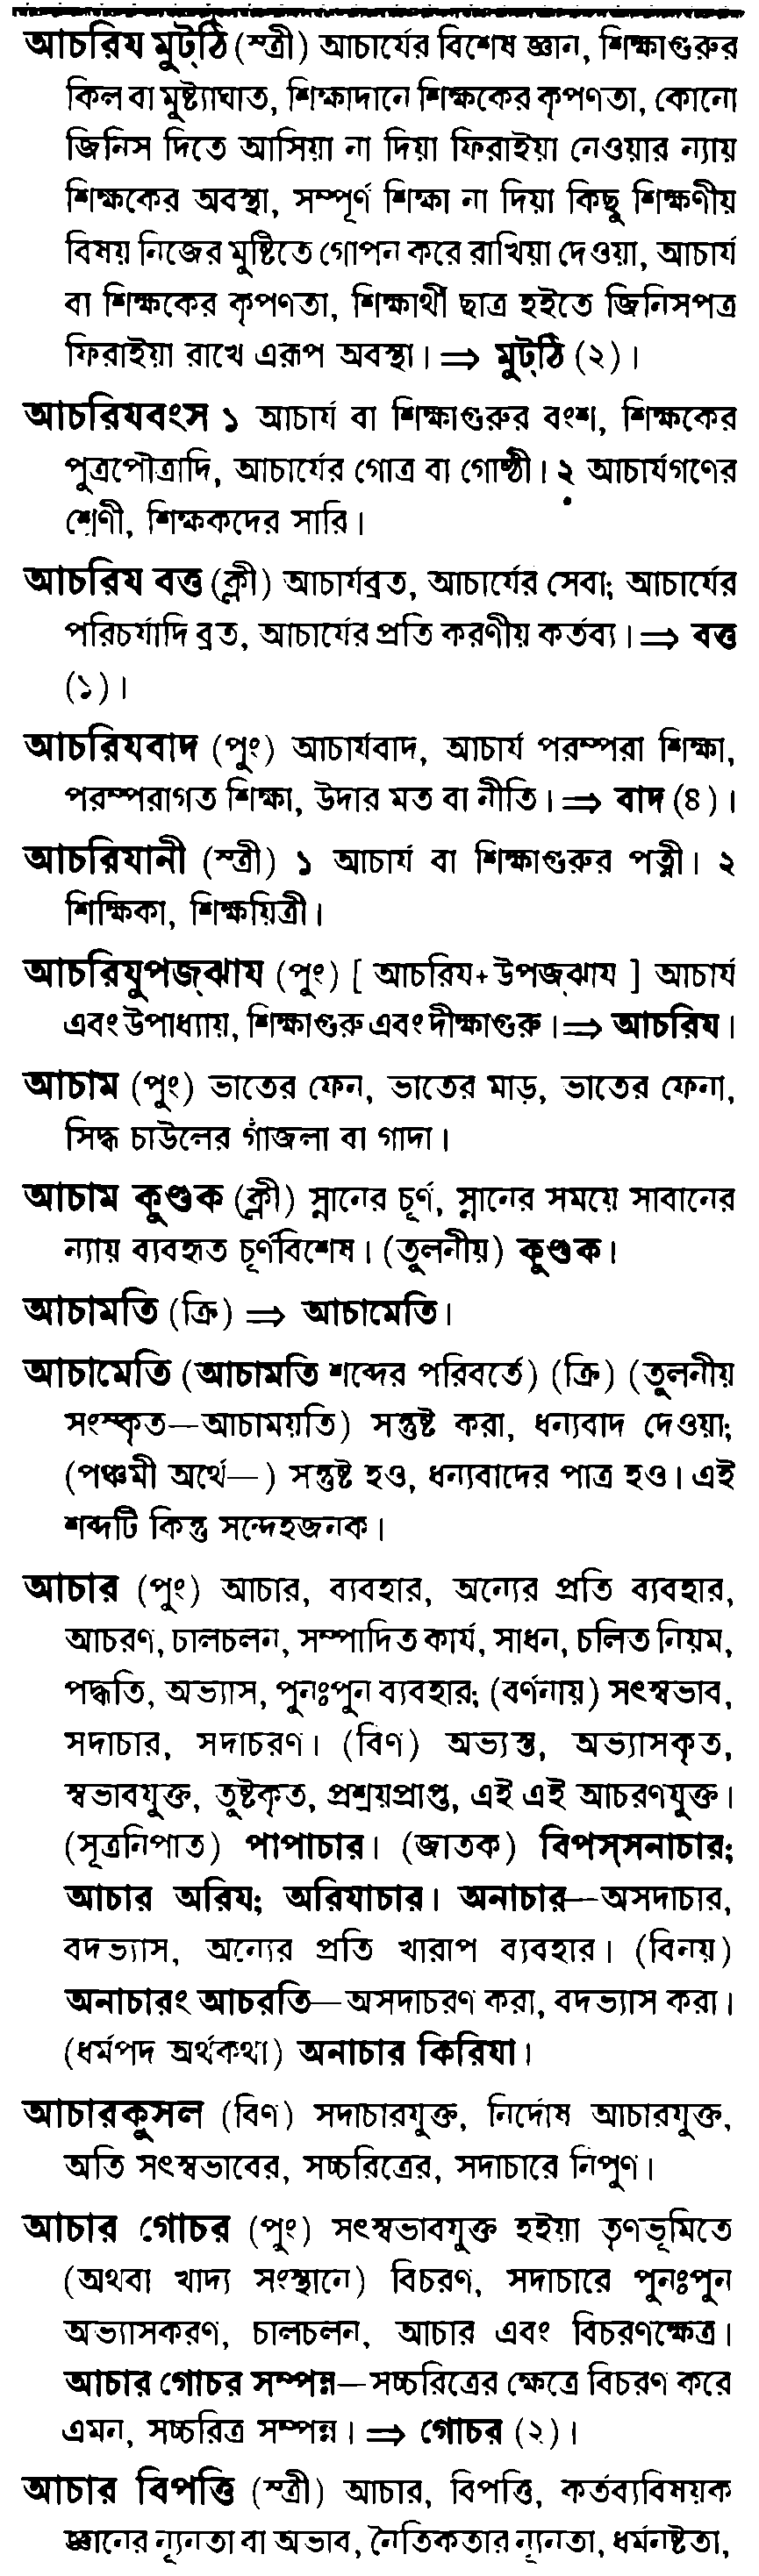 আচরিয মুট্ঠি (স্ত্রী) আচার্যের বিশেষ জ্ঞান, শিক্ষাগুরুর
কিল বা মুষ্ট্যাঘাত, শিক্ষাদানে শিক্ষকের কৃপণতা, কোনো
জিনিস দিতে আসিয়া না দিয়া ফিরাইয়া নেওয়ার ন্যায়
শিক্ষকের অবস্থা, সম্পূর্ণ শিক্ষা না দিয়া কিছু শিক্ষণীয়
বিষয় নিজের মুষ্টিতে গোপন করে রাখিয়া দেওয়া, আচার্য
বা শিক্ষকের কৃপণতা, শিক্ষার্থী ছাত্র হইতে জিনিসপত্র
ফিরাইয়া রাখে এরূপ অবস্থা। ⇒ মুট্ঠি (২)।
আচরিযবংস ১ আচার্য বা শিক্ষাগুরুর বংশ, শিক্ষকের
পুত্রপৌত্রাদি, আচার্যের গোত্র বা গোষ্ঠী। ২ আচার্যগণের
শ্রেণী, শিক্ষকদের সারি।
আচরিয বত্ত (ক্লী) আচার্যব্রত, আচার্যের সেবা; আচার্যের
পরিচর্যাদি ব্রত, আচার্যের প্রতি করণীয় কর্তব্য। ⇒ বত্ত
(১)।
আচরিযবাদ (পুং) আচার্যবাদ, আচার্য পরম্পরা শিক্ষা,
পরম্পরাগত শিক্ষা, উদার মত বা নীতি। ⇒ বাদ (৪)।
আচরিযানী (স্ত্রী) ১ আচার্য বা শিক্ষাগুরুর পত্নী। ২
শিক্ষিকা, শিক্ষয়িত্রী।
আচরিযুপজ্ঝায (পুং) [ আচরিয+উপজ্ঝায ] আচার্য
এবং উপাধ্যায়, শিক্ষাগুরু এবং দীক্ষাগুরু। ⇒ আচরিয।
আচাম (পুং) ভাতের ফেন, ভাতের মাড়, ভাতের ফেনা,
সিদ্ধ চাউলের গাঁজলা বা গাদা।
আচাম কুণ্ডক (ক্লী) স্নানের চূর্ণ, স্নানের সময়ে সাবানের
ন্যায় ব্যবহৃত চূর্ণবিশেষ। (তুলনীয়) কুণ্ডক।
আচামতি (ক্রি) ⇒ আচামেতি।
আচামেতি (আচামতি শব্দের পরিবর্তে) (ক্রি) (তুলনীয়
সংস্কৃত—আচাময়তি) সন্তুষ্ট করা, ধন্যবাদ দেওয়া;
(পঞ্চমী অর্থে—) সন্তুষ্ট হও, ধন্যবাদের পাত্র হও। এই
শব্দটি কিন্তু সন্দেহজনক।
আচার (পুং) আচার, ব্যবহার, অন্যের প্রতি ব্যবহার,
আচরণ, চালচলন, সম্পাদিত কার্য, সাধন, চলিত নিয়ম,
পদ্ধতি, অভ্যাস, পুনঃপুন ব্যবহার; (বর্ণনায়) সৎস্বভাব,
সদাচার, সদাচরণ। (বিণ) অভ্যস্ত, অভ্যাসকৃত,
স্বভাবযুক্ত, তুষ্টকৃত, প্রশ্রয়প্রাপ্ত, এই এই আচরণযুক্ত।
(সূত্রনিপাত) পাপাচার। (জাতক) বিপস্সনাচার;
আচার অরিয; অরিযাচার। অনাচার—অসদাচার,
বদভ্যাস, অন্যের প্রতি খারাপ ব্যবহার। (বিনয়)
অনাচারং আচরতি—অসদাচরণ করা, বদভ্যাস করা।
(ধর্মপদ অর্থকথা) অনাচার কিরিযা।
আচারকুসল (বিণ) সদাচারযুক্ত, নির্দোষ আচারযুক্ত,
অতি সৎস্বভাবের, সচ্চরিত্রের, সদাচারে নিপুণ।
আচার গোচর (পুং) সৎস্বভাবযুক্ত হইয়া তৃণভূমিতে
(অথবা খাদ্য সংস্থানে) বিচরণ, সদাচারে পুনঃপুন
অভ্যাসকরণ, চালচলন, আচার এবং বিচরণক্ষেত্র।
আচার গোচর সম্পন্ন—সচ্চরিত্রের ক্ষেত্রে বিচরণ করে
এমন, সচ্চরিত্র সম্পন্ন। ⇒ গোচর (২)।
আচার বিপত্তি (স্ত্রী) আচার, বিপত্তি, কর্তব্যবিষয়ক
জ্ঞানের ন্যূনতা বা অভাব, নৈতিকতার ন্যূনতা, ধর্মনষ্টতা,